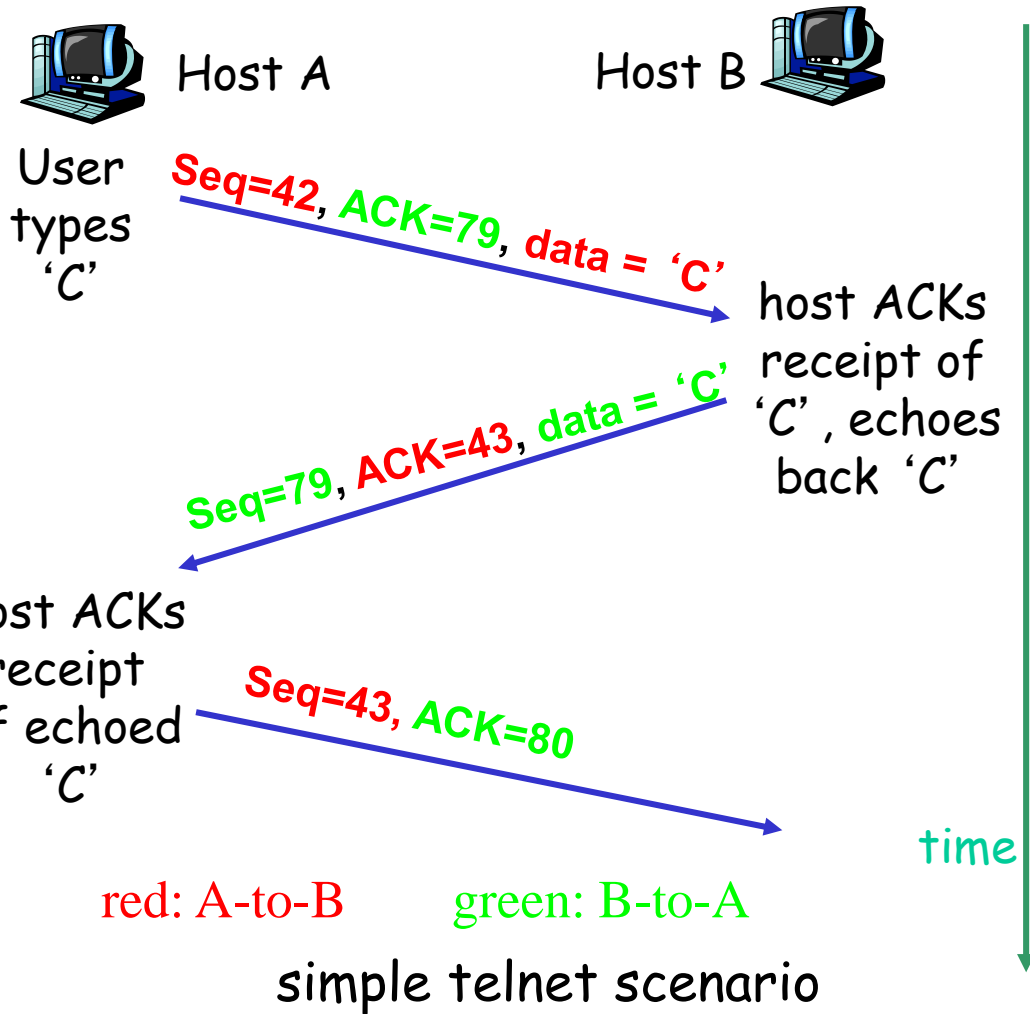 Host A
Host B
User
types
‘C’
Seq=42, ACK=79, data = ‘C’
host ACKs
receipt of
‘C’, echoes
back ‘C’
Seq=79, ACK=43, data = ‘C’
ost ACKs
receipt
f echoed
‘C’
Seq=43, ACK=80
time
red: A-to-B
green: B-to-A
simple telnet scenario